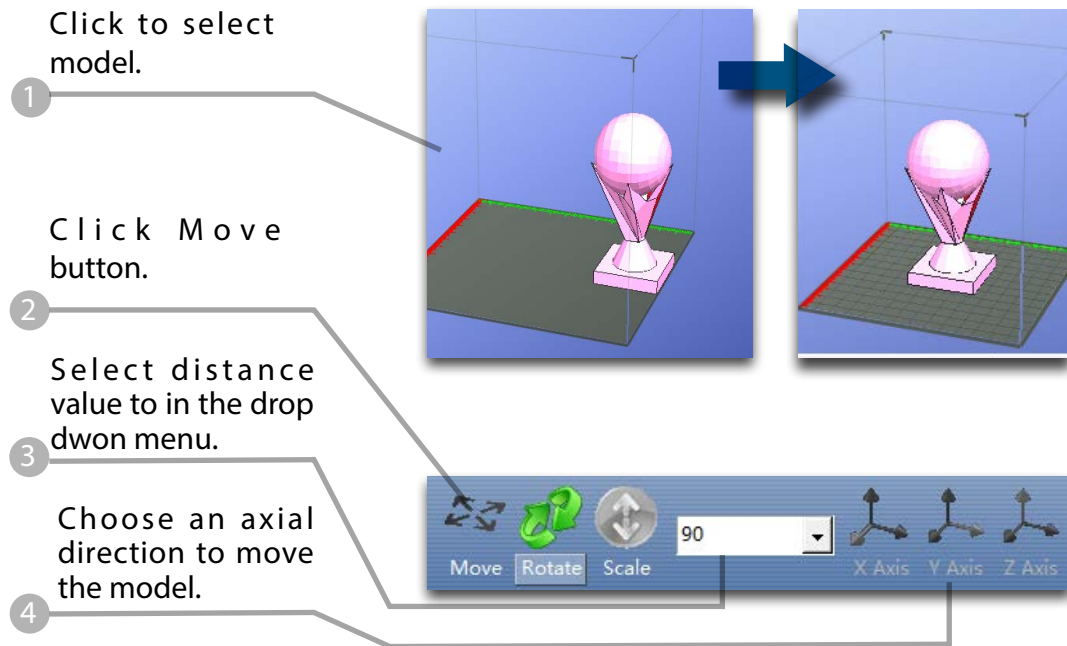 Click to select
model.
1
Click Move
button.
2
Select distance
value to in the drop
dwon menu.
3
Choose an axial
direction to move
the model.
4
90
Move Rotate Scale X Axis Y Axis Z Axis